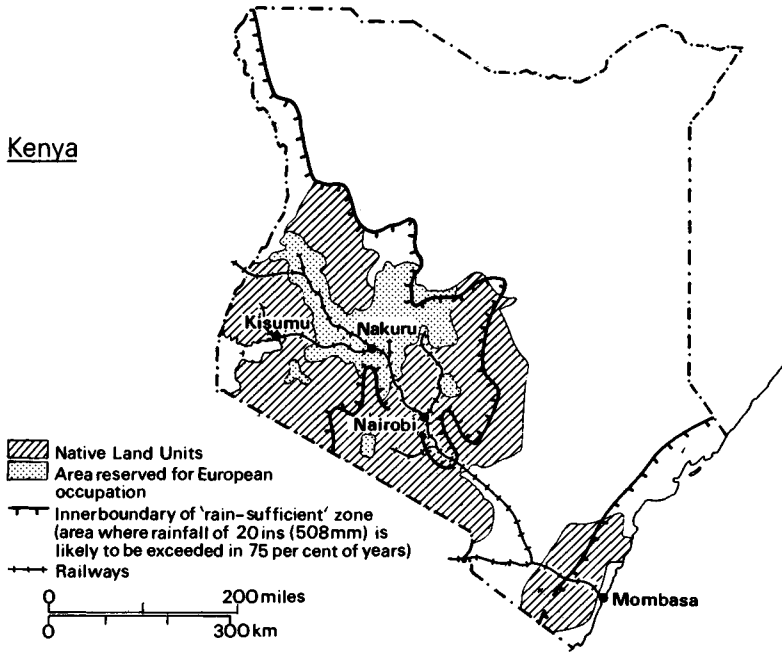 Kenya
Kisumu
Nakuru
Nairobi
Native Land Units
Area reserved for European
occupation
Inner boundary of 'rain-sufficient' zone
(area where rainfall of 20 ins (508mm) is
likely to be exceeded in 75 per cent of years)
Railways
0 200 miles
0 300 km
Mombasa